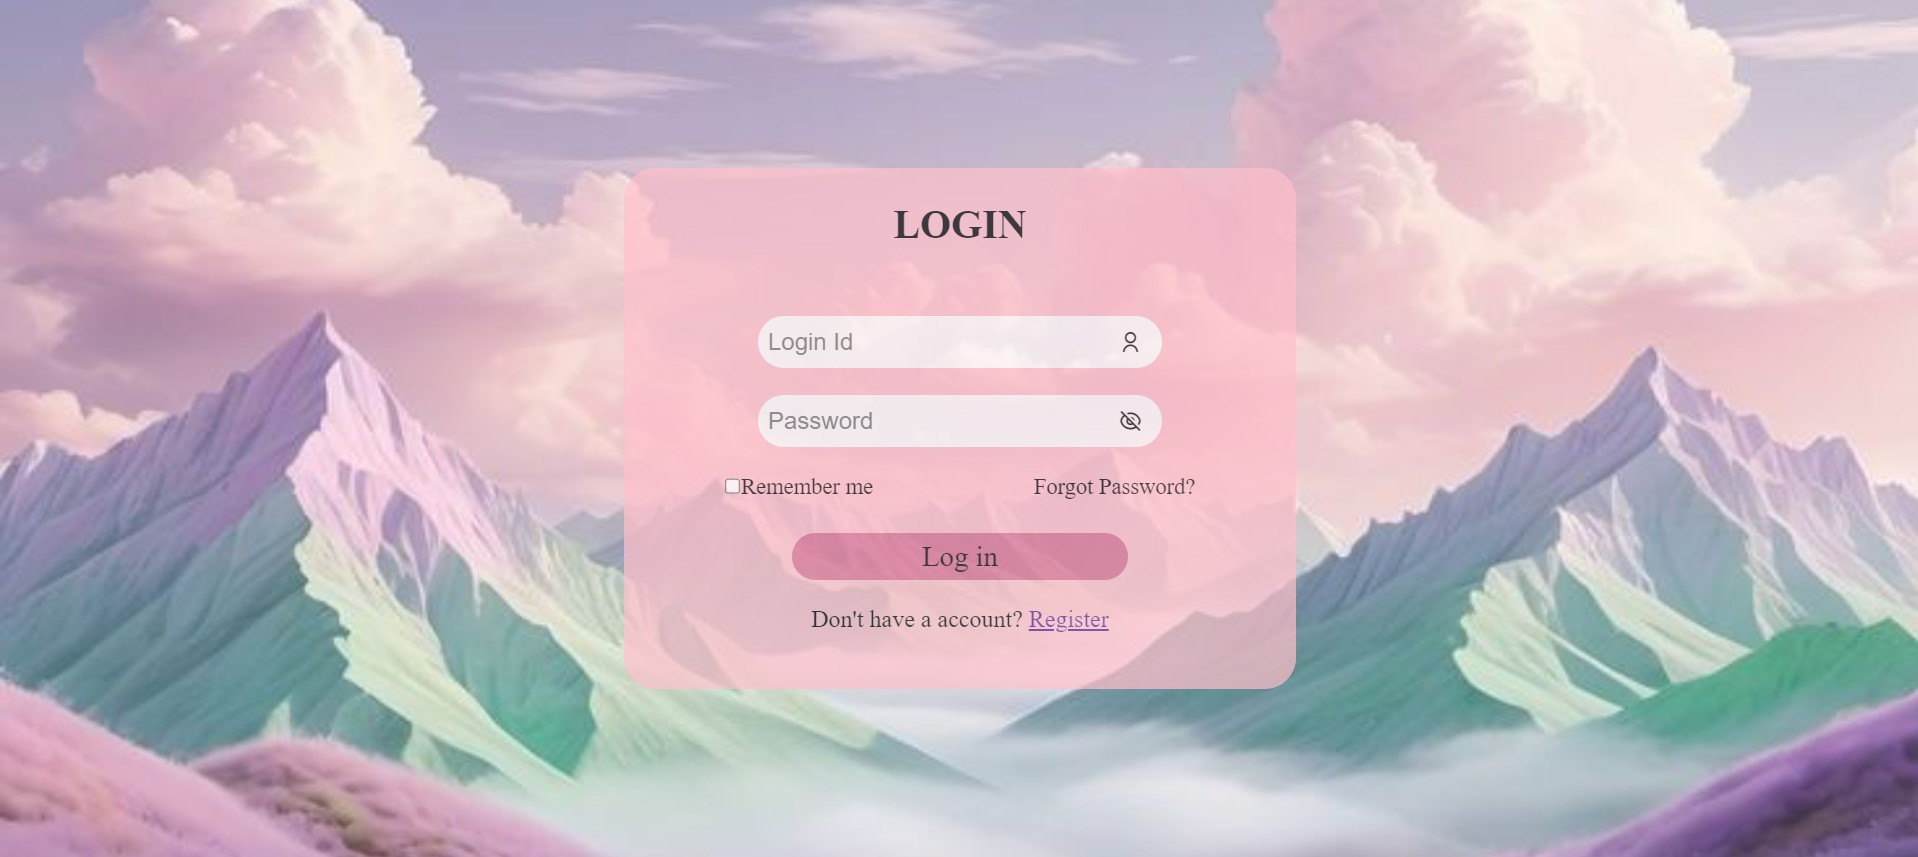 LOGIN
Login Id
Password
Remember me Forgot Password?
Log in
Don't have a account? Register